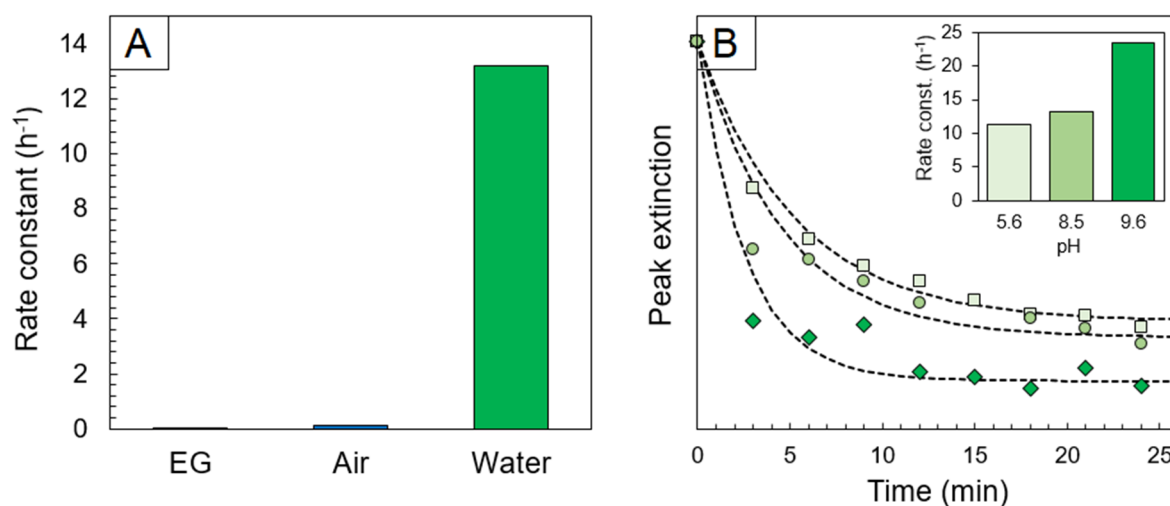 A
Rate constant (h⁻¹)
14
12
10
8
6
4
2
0
EG
Air
Water
B
Peak extinction
0
5
10
15
20
25
Time (min)
Rate const. (h⁻¹)
25
20
15
10
5
0
5.6
8.5
9.6
pH